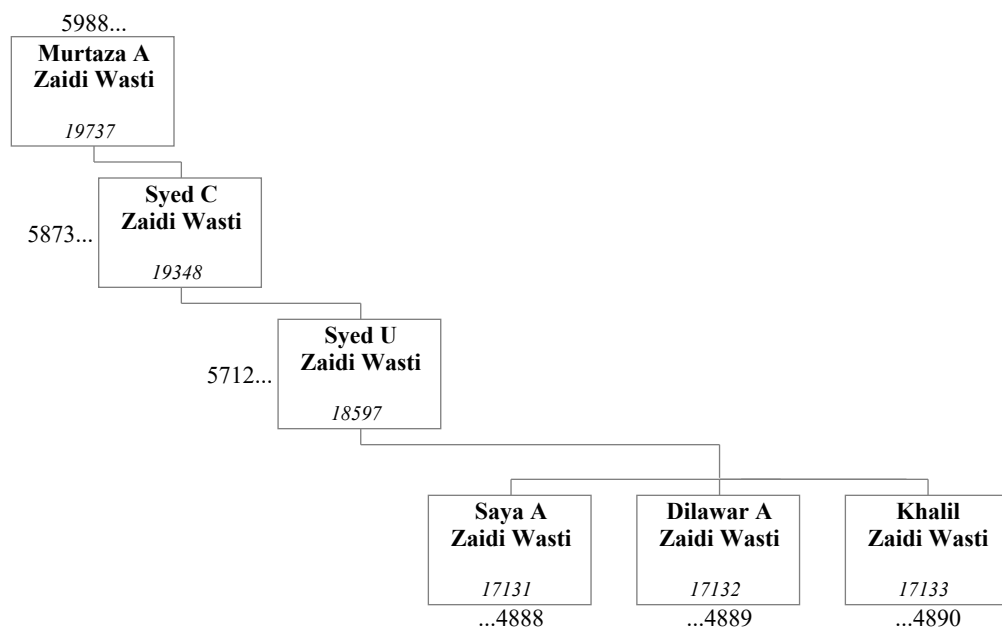 5988...
Murtaza A
Zaidi Wasti
19737
Syed C
Zaidi Wasti
5873...
19348
Syed U
Zaidi Wasti
5712...
18597
Saya A
Zaidi Wasti
17131
...4888
Dilawar A
Zaidi Wasti
17132
...4889
Khalil
Zaidi Wasti
17133
...4890